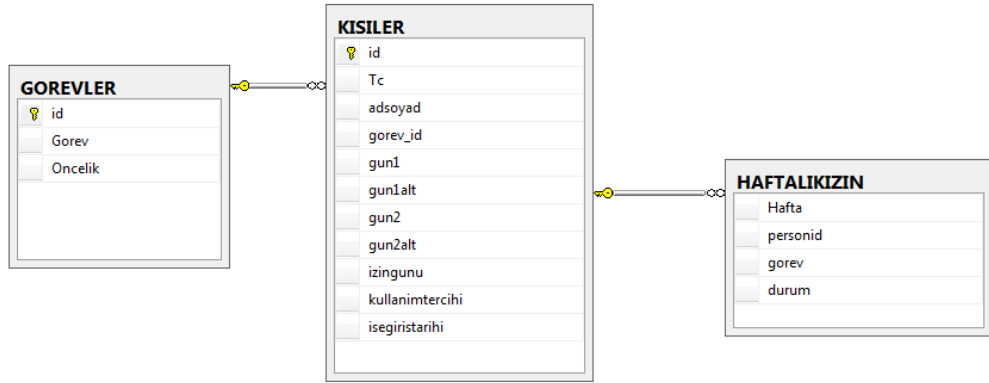 GOREVLER
id
Gorev
Oncelik
KISILER
id
Tc
adsoyad
gorev_id
gun1
gun1alt
gun2
gun2alt
izingunu
kullanimtercihi
isegiristarihi
HAFTALIKIZIN
Hafta
personid
gorev
durum